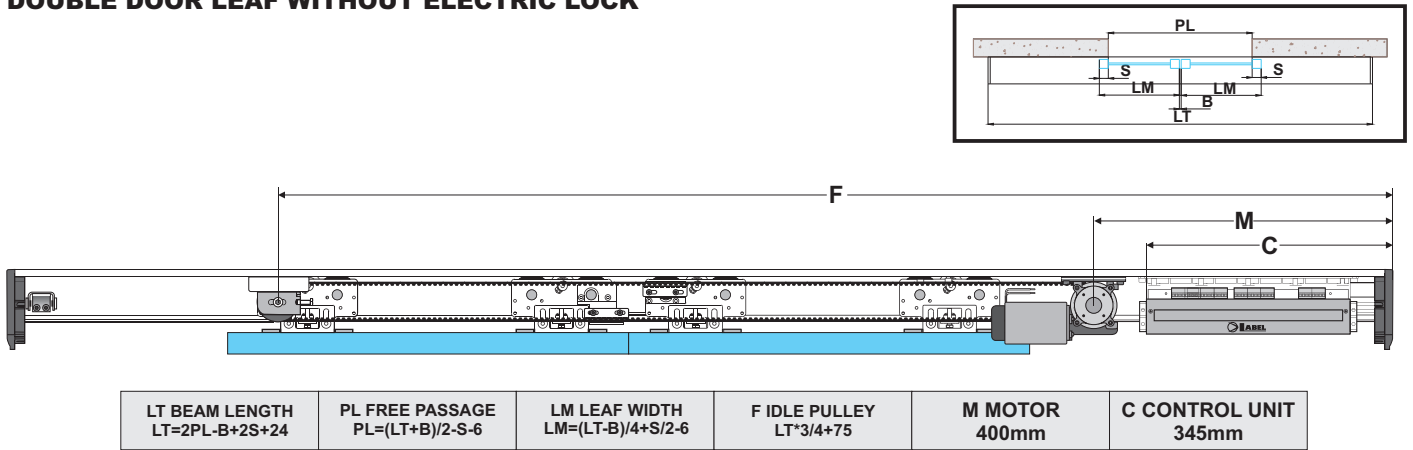 DOUBLE DOOR LEAF WITHOUT ELECTRIC LOCK
PL
S
S
LM
LM
B
LT
F
M
C
LABEL
LT BEAM LENGTH
LT=2PL-B+2S+24
PL FREE PASSAGE
PL=(LT+B)/2-S-6
LM LEAF WIDTH
LM=(LT-B)/4+S/2-6
F IDLE PULLEY
LT*3/4+75
M MOTOR
400mm
C CONTROL UNIT
345mm